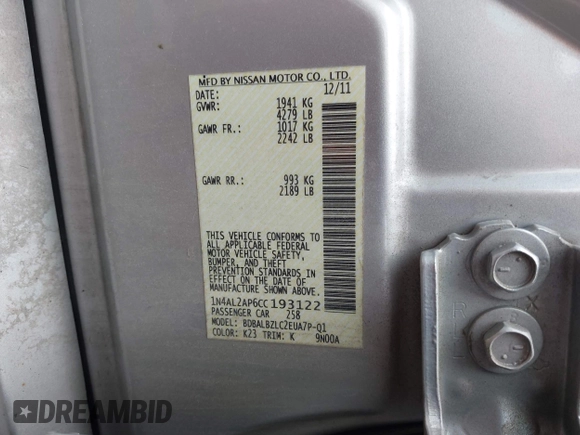 MFD BY NISSAN MOTOR CO., LTD.
DATE: 12/11
GVWR: 1941 KG
4279 LB
GAWR FR.: 1017 KG
2242 LB
GAWR RR.: 993 KG
2189 LB
THIS VEHICLE CONFORMS TO
ALL APPLICABLE FEDERAL
MOTOR VEHICLE SAFETY,
BUMPER, AND THEFT
PREVENTION STANDARDS
IN EFFECT ON THE DATE OF
MANUFACTURE SHOWN ABOVE.
1N4AL2AP6CC193122
PASSENGER CAR 258
MODEL: BDBALBZLC2EUA7P-Q1
COLOR: K23 TRIM: K 9N00A
DREAMBID